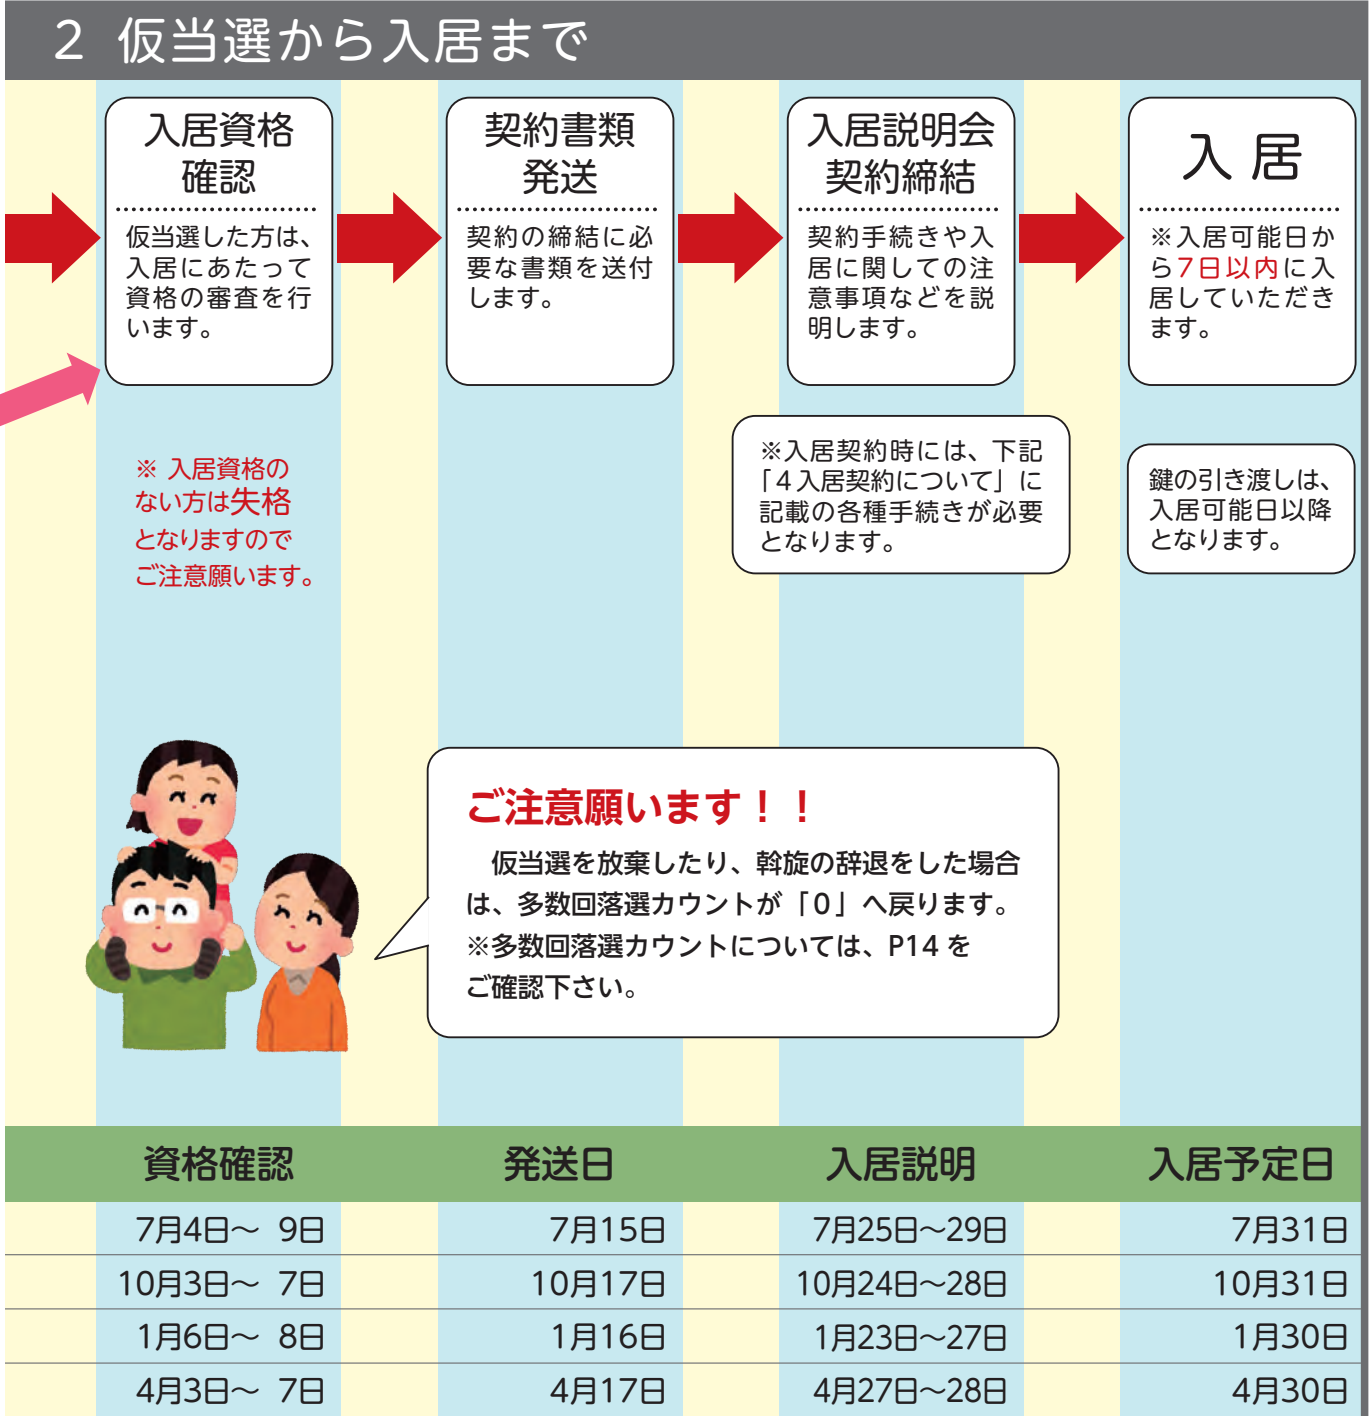 2 仮当選から入居まで
入居資格
確認
仮当選した方は、
入居にあたって
資格の審査を行
います。
契約書類
発送
契約の締結に必
要な書類を送付
します。
入居説明会
契約締結
契約手続きや入
居に関しての注
意事項などを説
明します。
入居
※入居可能日か
ら7日以内に入
居していただき
ます。
※ 入居資格の
ない方は失格
となりますので
ご注意願います。
※入居契約時には、下記
「4入居契約について」に
記載の各種手続きが必要
となります。
鍵の引き渡しは、
入居可能日以降
となります。
ご注意願います！！
仮当選を放棄したり、斡旋の辞退をした場合
は、多数回落選カウントが「0」へ戻ります。
※多数回落選カウントについては、P14 を
ご確認下さい。
資格確認 発送日 入居説明 入居予定日
7月4日～ 9日 7月15日 7月25日～29日 7月31日
10月3日～ 7日 10月17日 10月24日～28日 10月31日
1月6日～ 8日 1月16日 1月23日～27日 1月30日
4月3日～ 7日 4月17日 4月27日～28日 4月30日